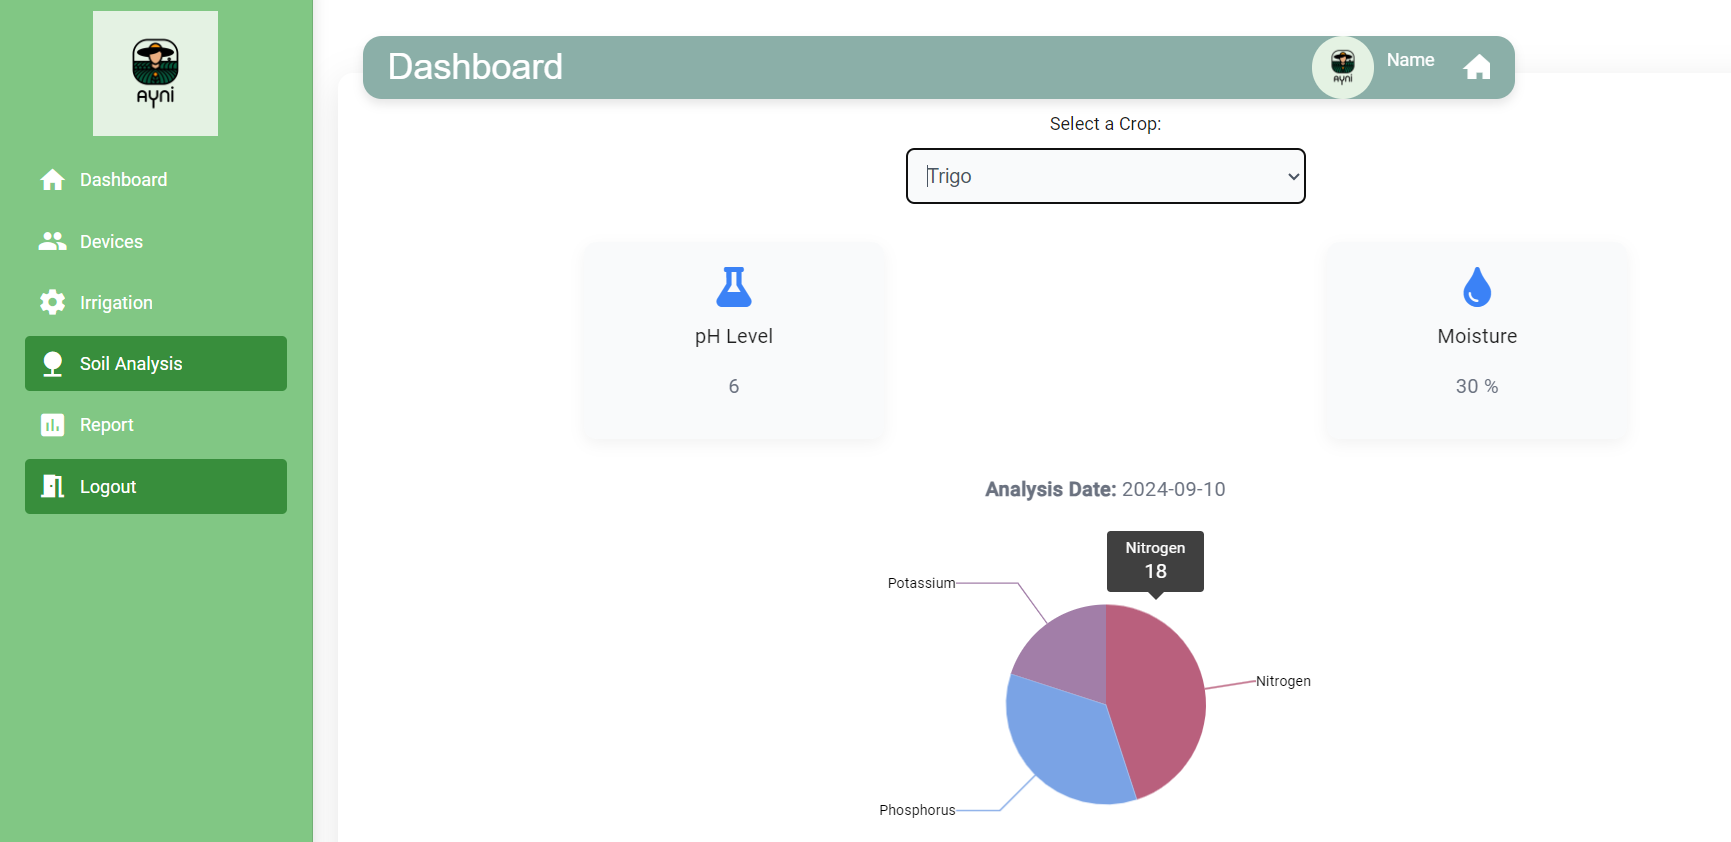 AyNi
Dashboard
Devices
Irrigation
Soil Analysis
Report
Logout
Dashboard
AyNi
Name
Select a Crop:
Trigo
pH Level
6
Moisture
30 %
Analysis Date: 2024-09-10
Nitrogen
18
Potassium
Nitrogen
Phosphorus